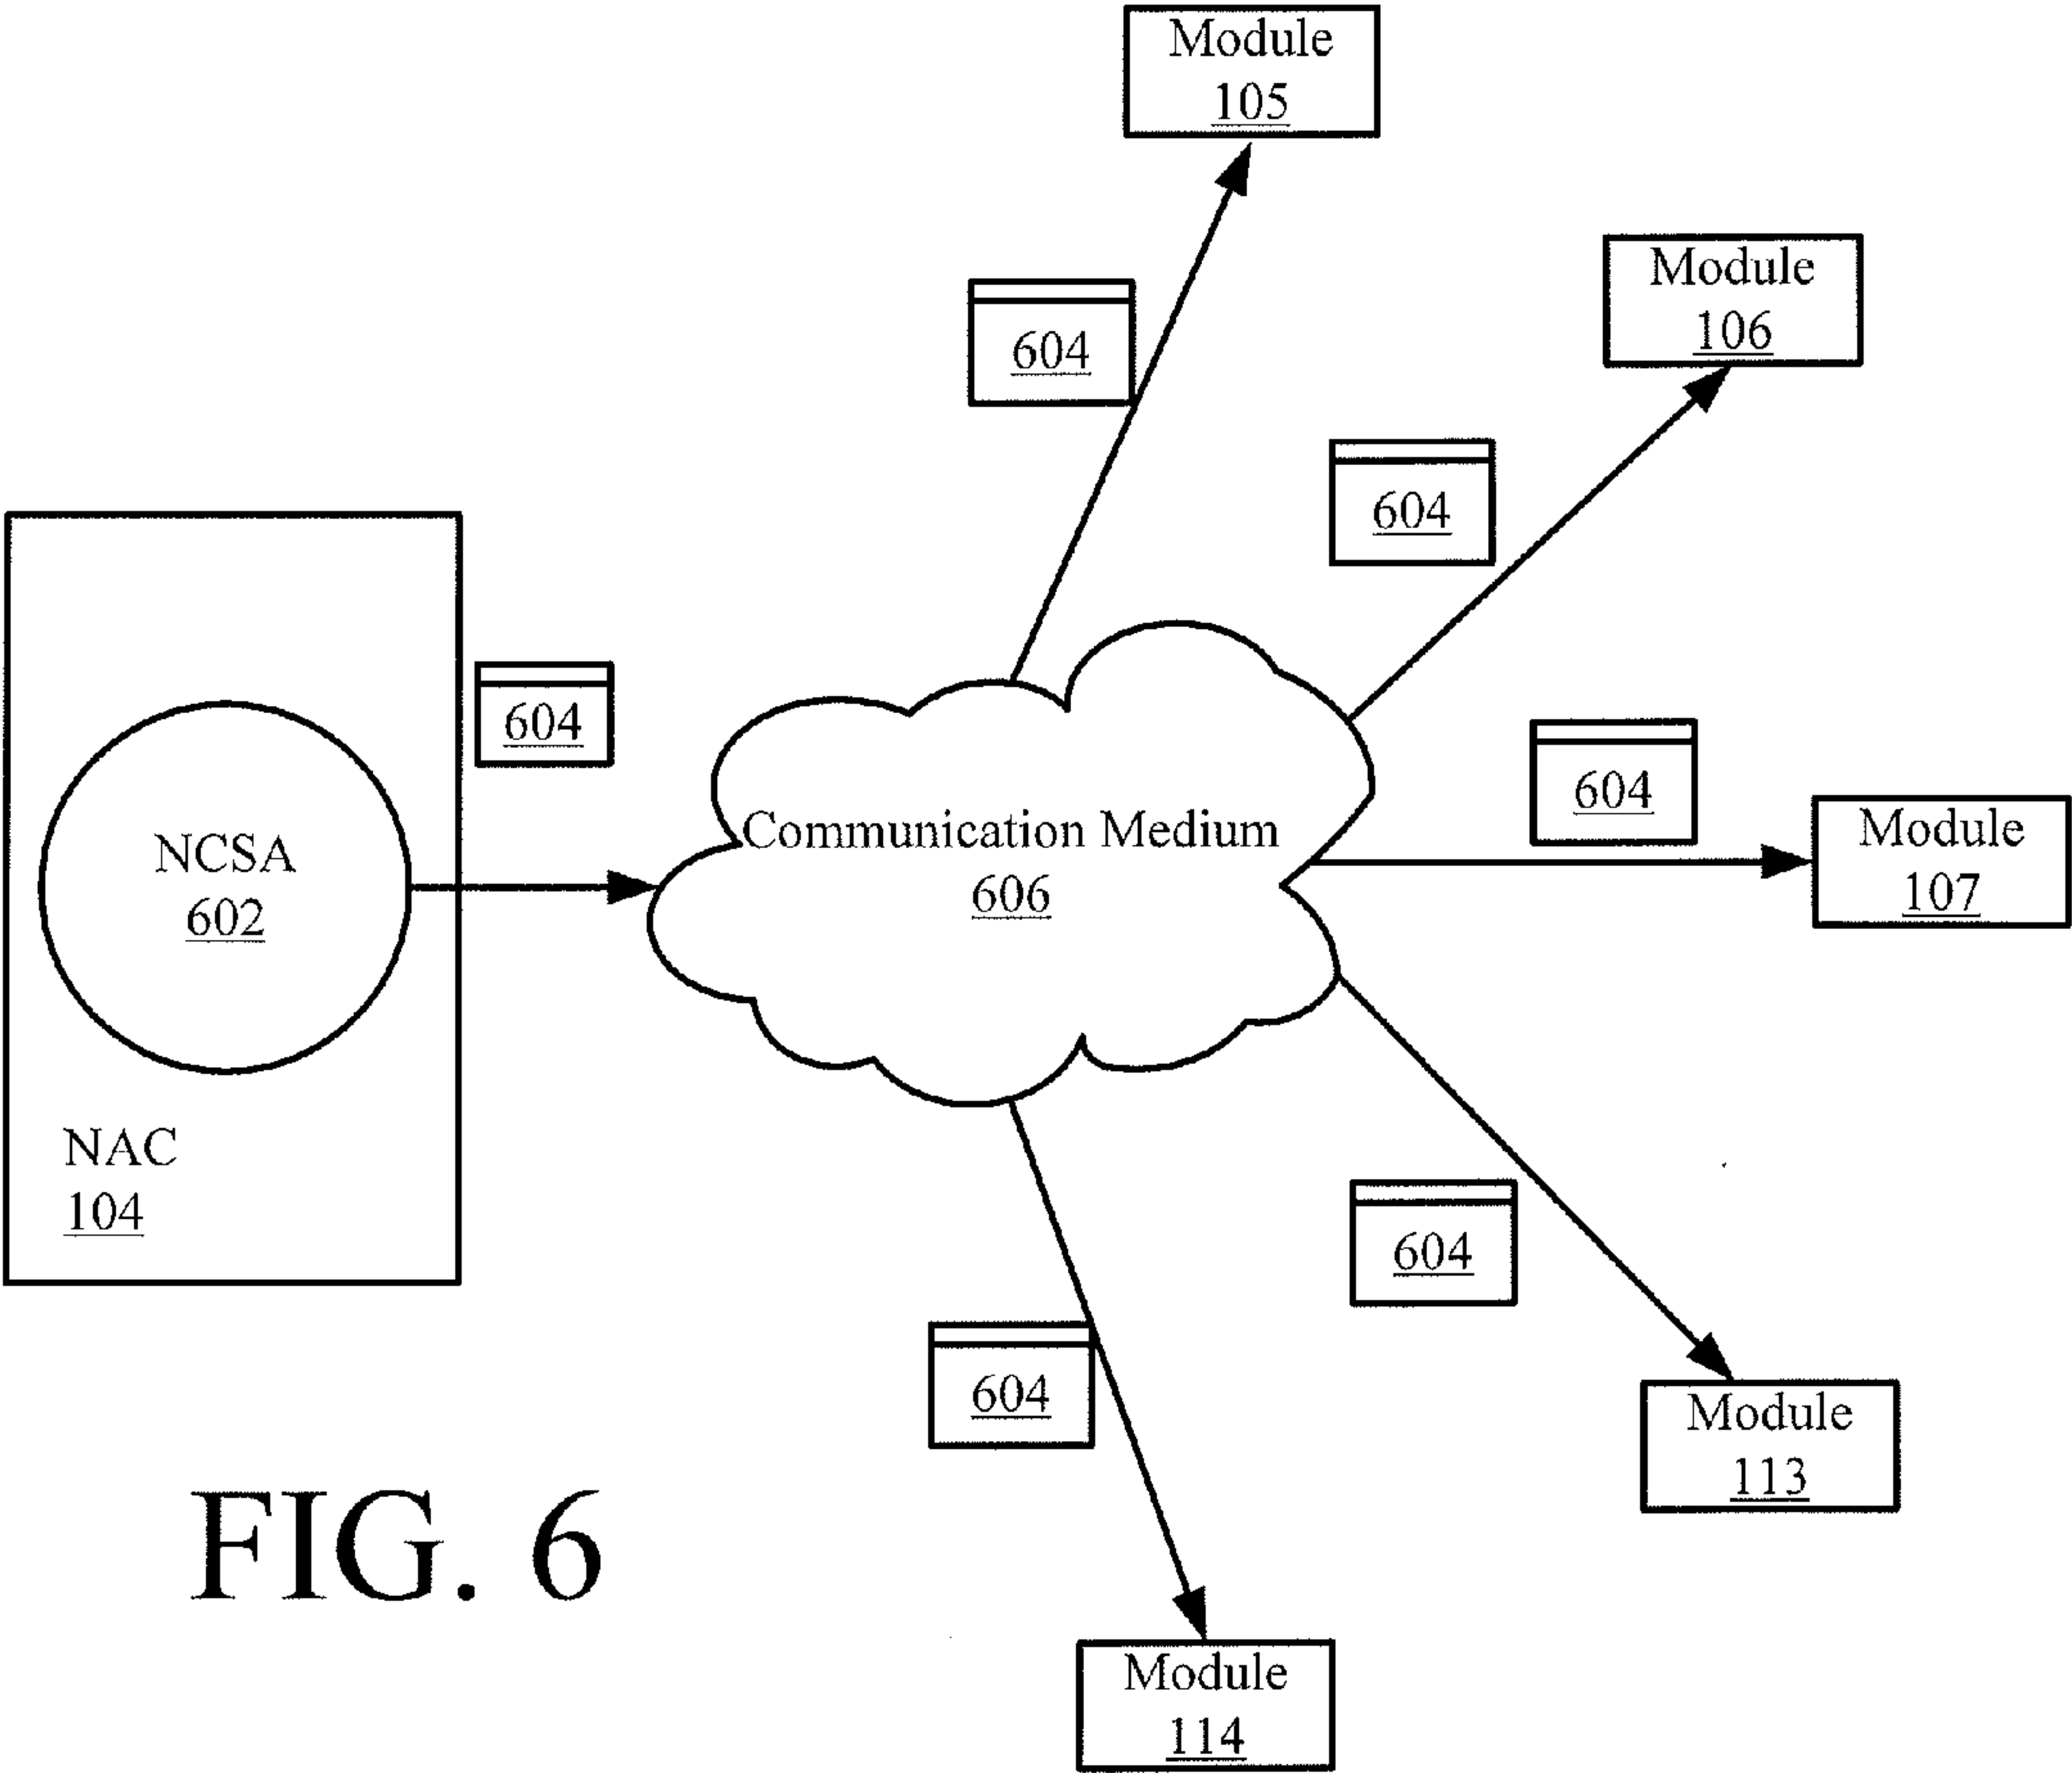 Module
105
Module
106
604
604
604
604
Communication Medium
606
Module
107
NCSA
602
NAC
104
604
604
Module
113
Module
114
FIG. 6